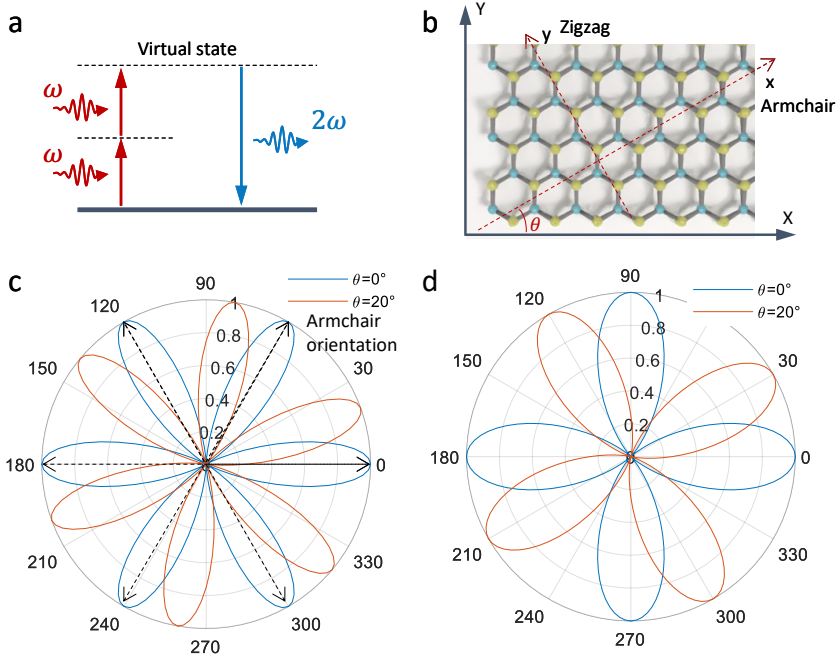 a
Virtual state
ω
ω
2ω
b
Y
y
Zigzag
x
Armchair
θ
X
c
θ=0°
θ=20°
Armchair
orientation
90
120
1
0.8
0.6
0.4
0.2
30
150
180
0
210
330
240
300
270
d
θ=0°
θ=20°
90
120
1
0.8
0.6
0.4
0.2
30
150
180
0
210
330
240
300
270